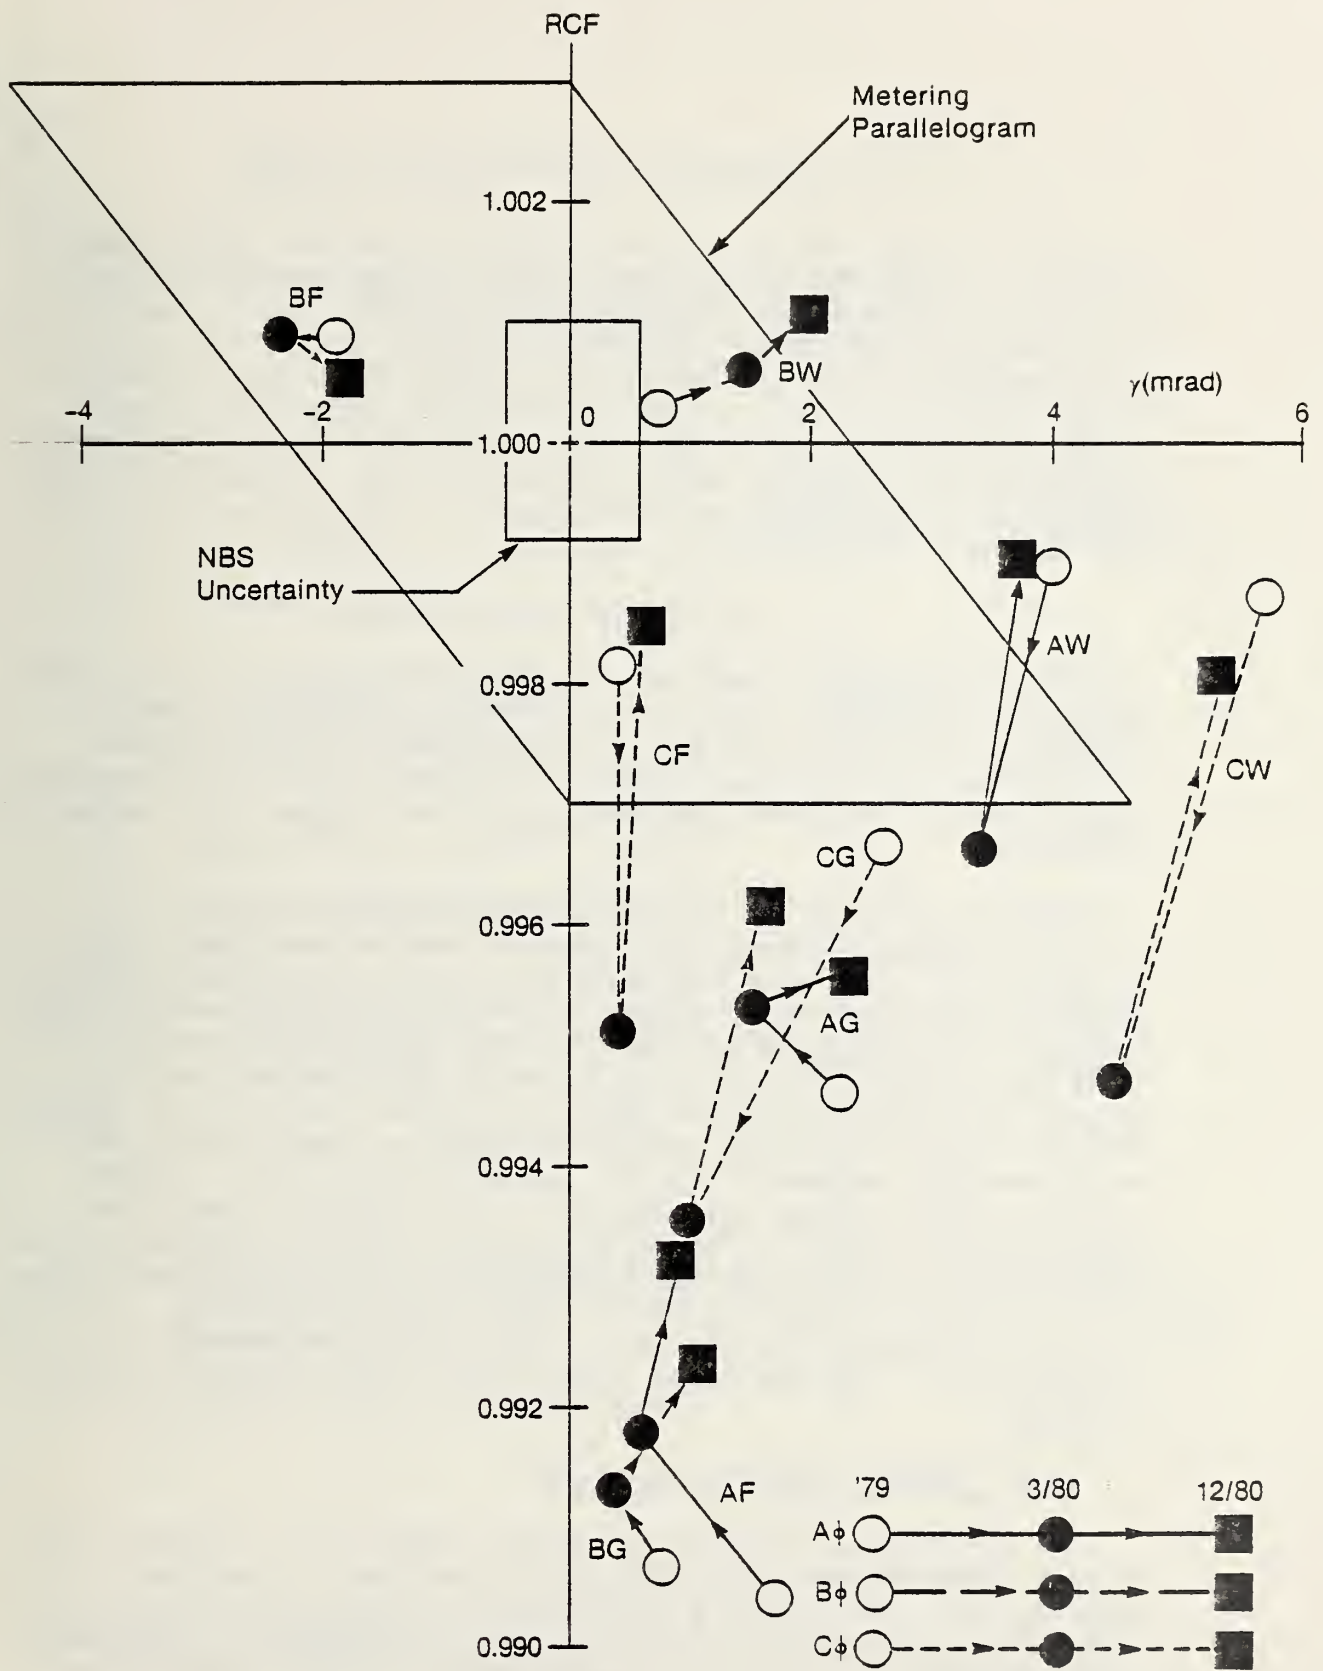 RCF
Metering
Parallelogram
1.002
BF
BW
γ(mrad)
-4
-2
0
2
4
6
1.000
NBS
Uncertainty
AW
0.998
CF
CW
CG
0.996
AG
0.994
0.992
AF
'79
3/80
12/80
Aϕ
BG
Bϕ
Cϕ
0.990